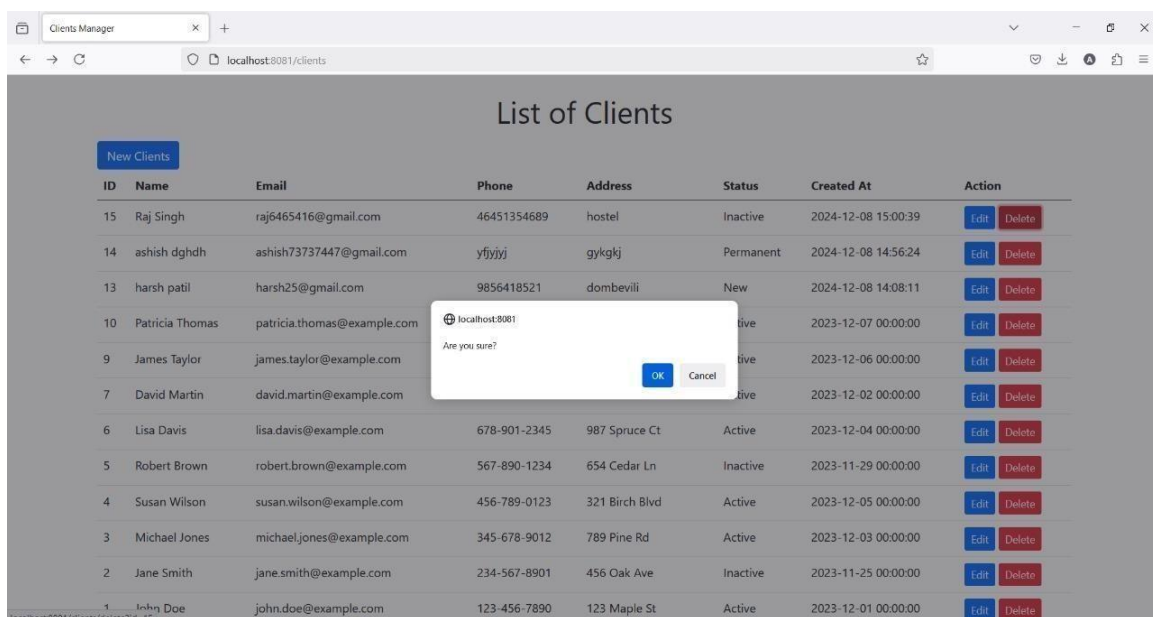 Clients Manager
localhost:8081/clients
List of Clients
New Clients
ID Name Email Phone Address Status Created At Action
15 Raj Singh raj6465416@gmail.com 46451354689 hostel Inactive 2024-12-08 15:00:39 Edit Delete
14 ashish dghdh ashish73737447@gmail.com yfjyjyj gykgkj Permanent 2024-12-08 14:56:24 Edit Delete
13 harsh patil harsh25@gmail.com 9856418521 dombevili New 2024-12-08 14:08:11 Edit Delete
10 Patricia Thomas patricia.thomas@example.com tive 2023-12-07 00:00:00 Edit Delete
localhost:8081
Are you sure?
OK Cancel
9 James Taylor james.taylor@example.com tive 2023-12-06 00:00:00 Edit Delete
7 David Martin david.martin@example.com tive 2023-12-02 00:00:00 Edit Delete
6 Lisa Davis lisa.davis@example.com 678-901-2345 987 Spruce Ct Active 2023-12-04 00:00:00 Edit Delete
5 Robert Brown robert.brown@example.com 567-890-1234 654 Cedar Ln Inactive 2023-11-29 00:00:00 Edit Delete
4 Susan Wilson susan.wilson@example.com 456-789-0123 321 Birch Blvd Active 2023-12-05 00:00:00 Edit Delete
3 Michael Jones michael.jones@example.com 345-678-9012 789 Pine Rd Active 2023-12-03 00:00:00 Edit Delete
2 Jane Smith jane.smith@example.com 234-567-8901 456 Oak Ave Inactive 2023-11-25 00:00:00 Edit Delete
1 John Doe john.doe@example.com 123-456-7890 123 Maple St Active 2023-12-01 00:00:00 Edit Delete